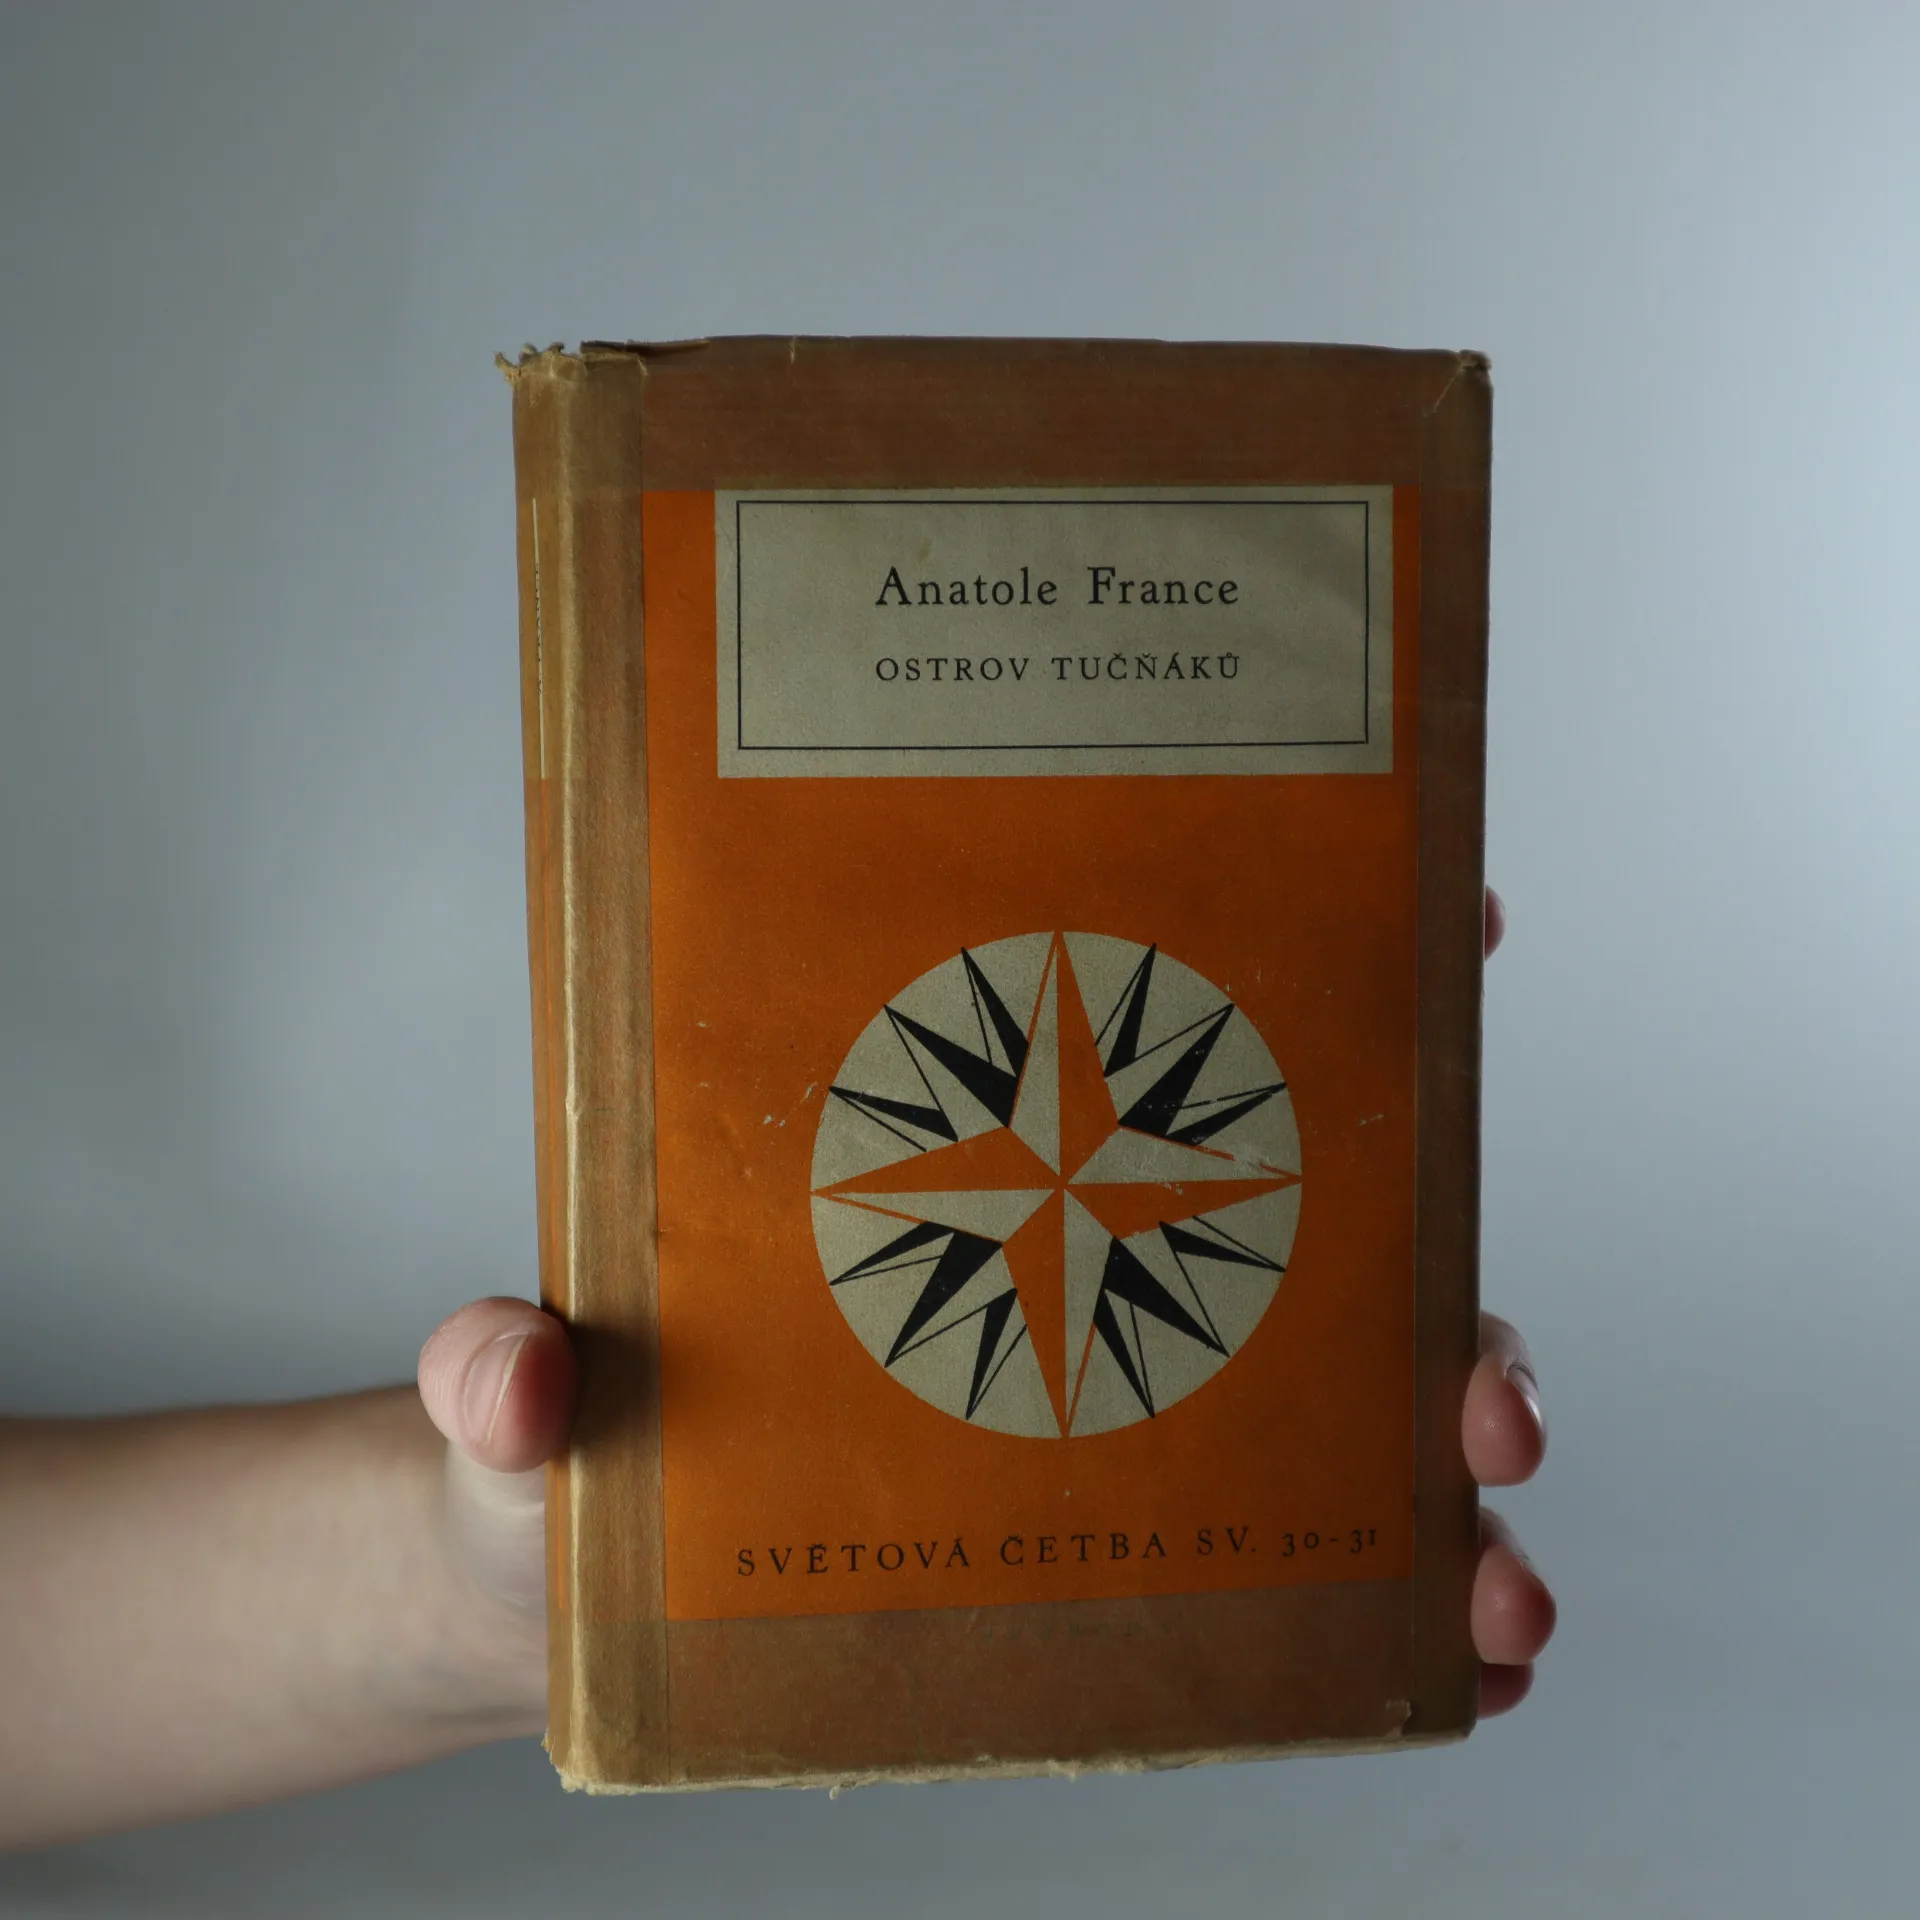 Anatole France
OSTROV TUČŇÁKŮ
SVĚTOVÁ ČETBA SV. 30-31